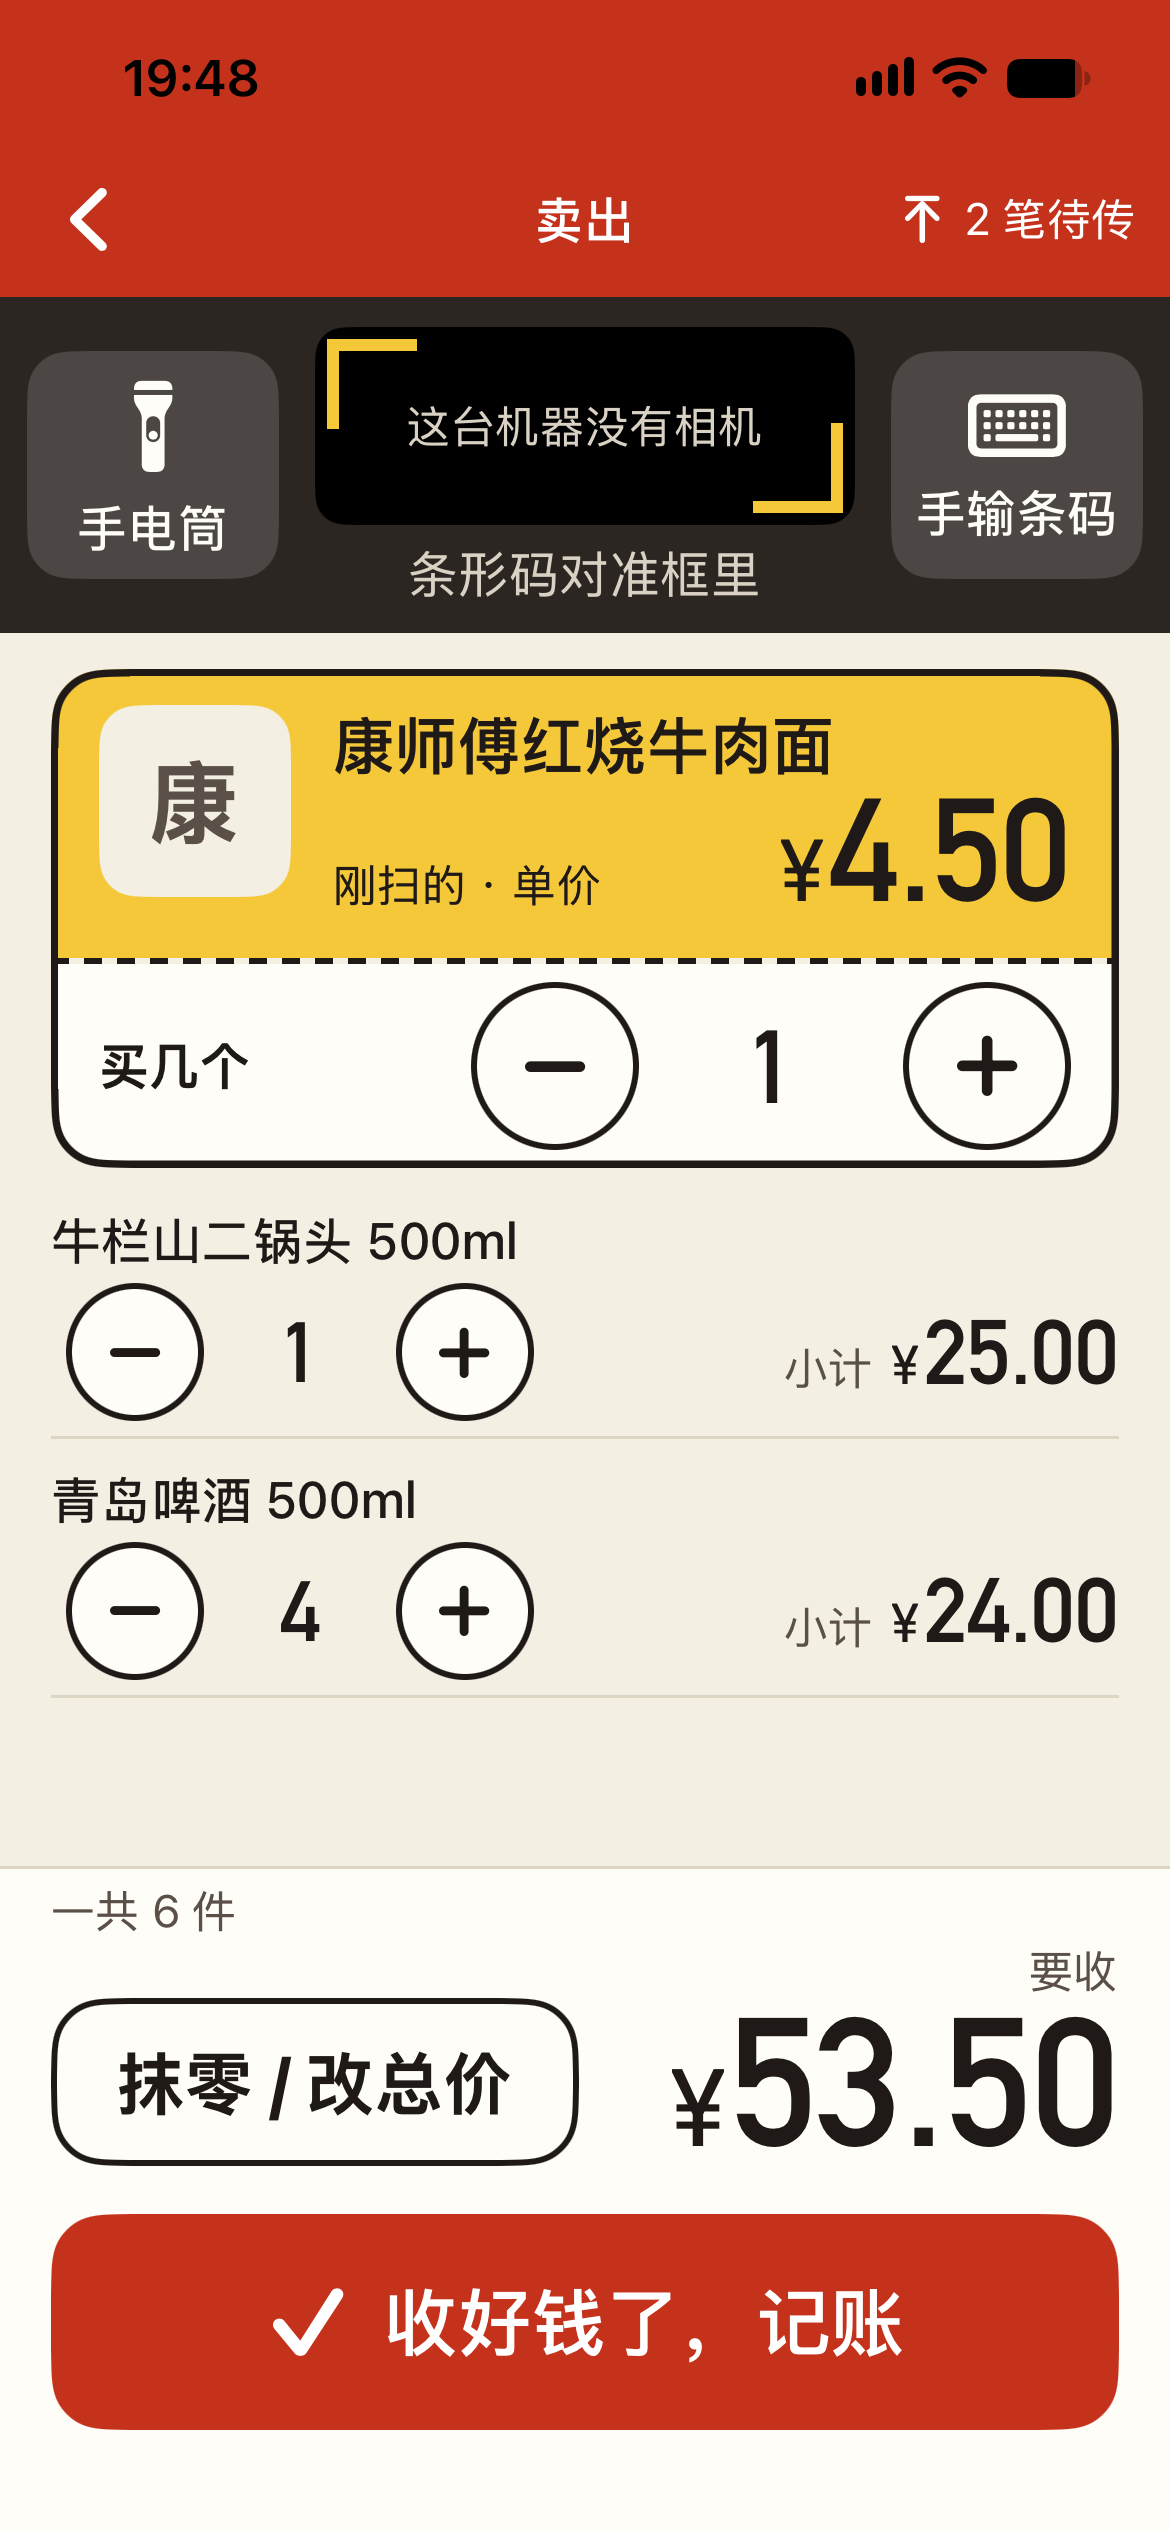 19:48
卖出
2 笔待传
手电筒
这台机器没有相机
条形码对准框里
手输条码
康
康师傅红烧牛肉面
刚扫的 · 单价
¥4.50
买几个
1
牛栏山二锅头 500ml
1
小计 ¥25.00
青岛啤酒 500ml
4
小计 ¥24.00
一共 6 件
要收
抹零 / 改总价
¥53.50
收好钱了，记账